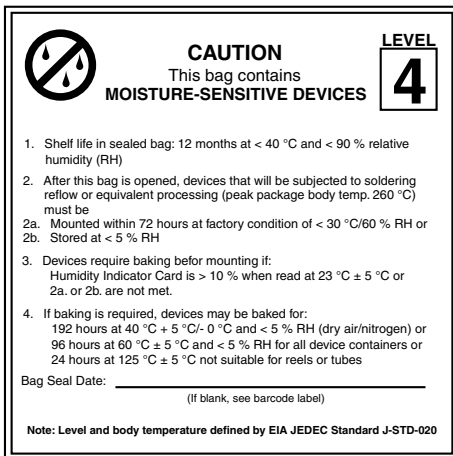 LEVEL
CAUTION
4
This bag contains
MOISTURE-SENSITIVE DEVICES
1. Shelf life in sealed bag: 12 months at < 40 °C and < 90 % relative
humidity (RH)
2. After this bag is opened, devices that will be subjected to soldering
reflow or equivalent processing (peak package body temp. 260 °C)
must be
2a. Mounted within 72 hours at factory condition of < 30 °C/60 % RH or
2b. Stored at < 5 % RH
3. Devices require baking befor mounting if:
Humidity Indicator Card is > 10 % when read at 23 °C ± 5 °C or
2a. or 2b. are not met.
4. If baking is required, devices may be baked for:
192 hours at 40 °C + 5 °C/- 0 °C and < 5 % RH (dry air/nitrogen) or
96 hours at 60 °C ± 5 °C and < 5 % RH for all device containers or
24 hours at 125 °C ± 5 °C not suitable for reels or tubes
Bag Seal Date:
(If blank, see barcode label)
Note: Level and body temperature defined by EIA JEDEC Standard J-STD-020